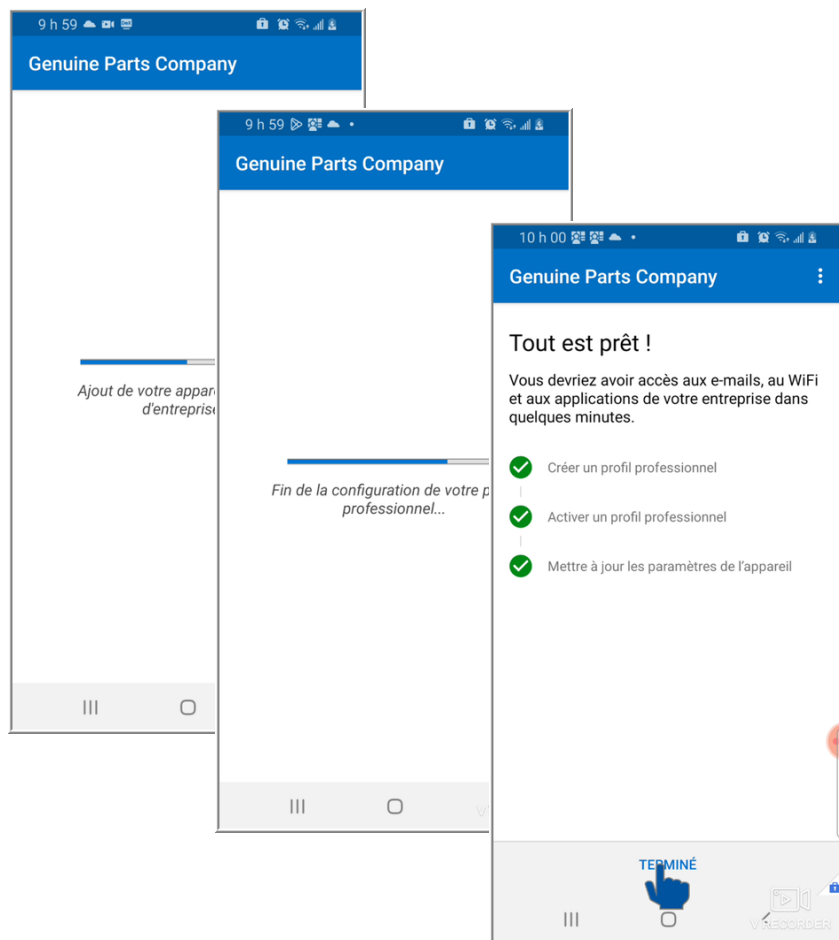 9 h 59
Genuine Parts Company
Ajout de votre
d'entreprise
9 h 59
Genuine Parts Company
Fin de la configuration de votre
professionnel...
10 h 00
Genuine Parts Company
Tout est prêt !
Vous devriez avoir accès aux e-mails, au WiFi
et aux applications de votre entreprise dans
quelques minutes.
Créer un profil professionnel
Activer un profil professionnel
Mettre à jour les paramètres de l'appareil
TERMINÉ
V RECORDER